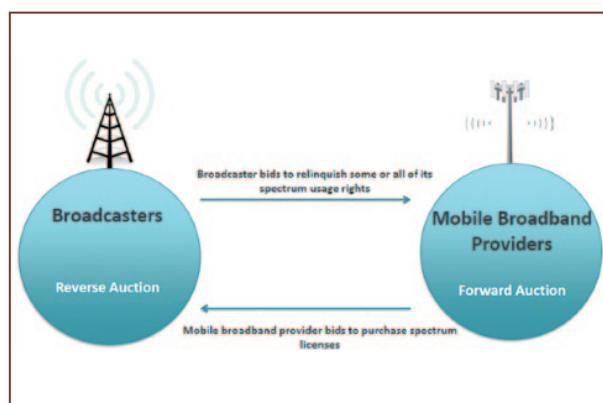 Broadcaster bids to relinquish some or all of its
spectrum usage rights
Broadcasters
Reverse Auction
Mobile Broadband
Providers
Forward Auction
Mobile broadband provider bids to purchase spectrum
licenses